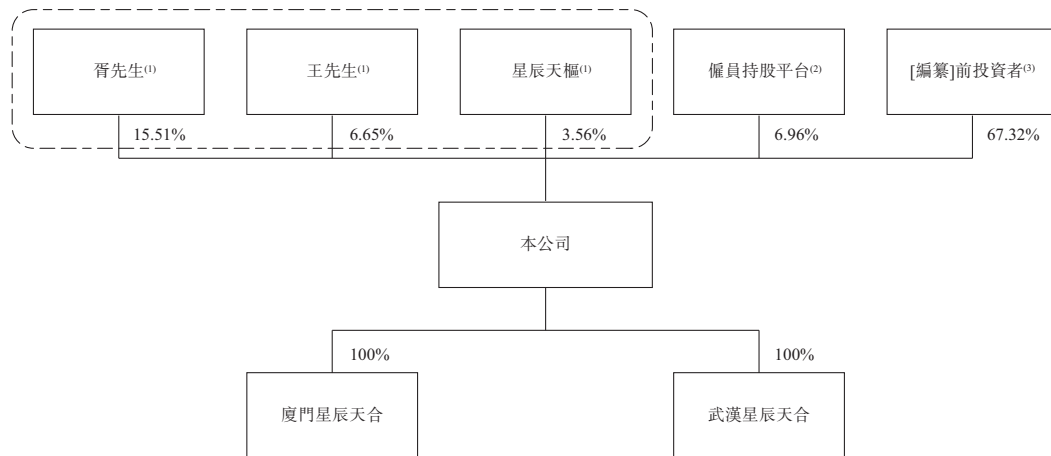 胥先生(1)
王先生(1)
星辰天樞(1)
僱員持股平台(2)
[編纂]前投資者(3)
15.51%
6.65%
3.56%
6.96%
67.32%
本公司
100%
100%
廈門星辰天合
武漢星辰天合